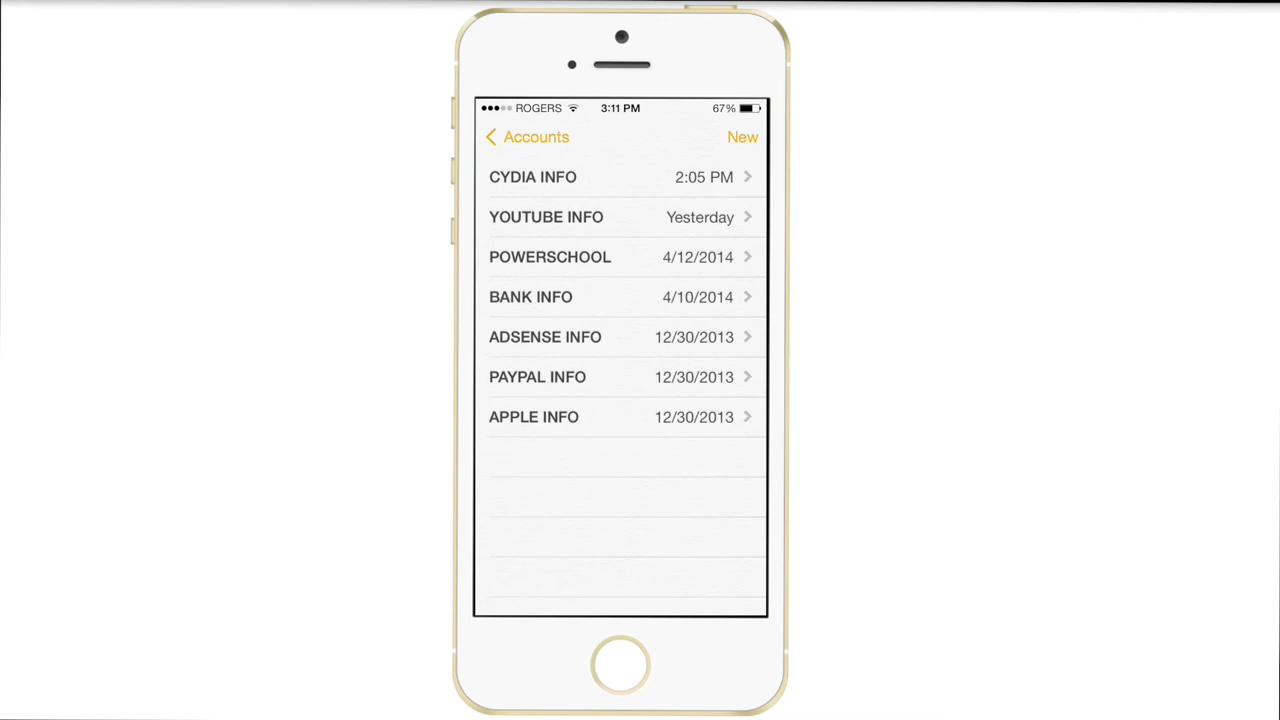 ROGERS 3:11 PM 67%
Accounts New
CYDIA INFO 2:05 PM
YOUTUBE INFO Yesterday
POWERSCHOOL 4/12/2014
BANK INFO 4/10/2014
ADSENSE INFO 12/30/2013
PAYPAL INFO 12/30/2013
APPLE INFO 12/30/2013